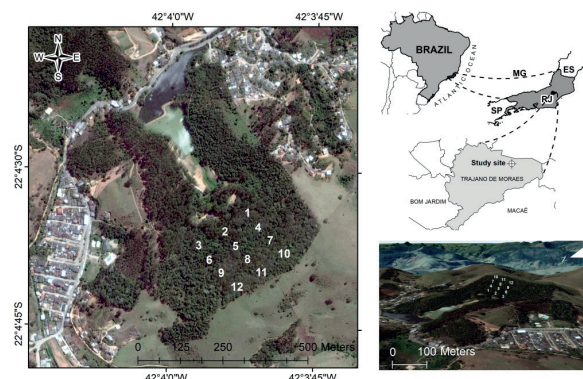 42°4'0"W
42°3'45"W
N
W E
S
22°4'30"S
22°4'45"S
1
2
4
3
5
7
6
8
10
9
11
12
0 125 250 500 Meters
42°4'0"W
42°3'45"W
BRAZIL
ATLANTIC OCEAN
MG
ES
SP
RJ
Study site
TRAJANO DE MORAES
BOM JARDIM
MACAÉ
0 100 Meters